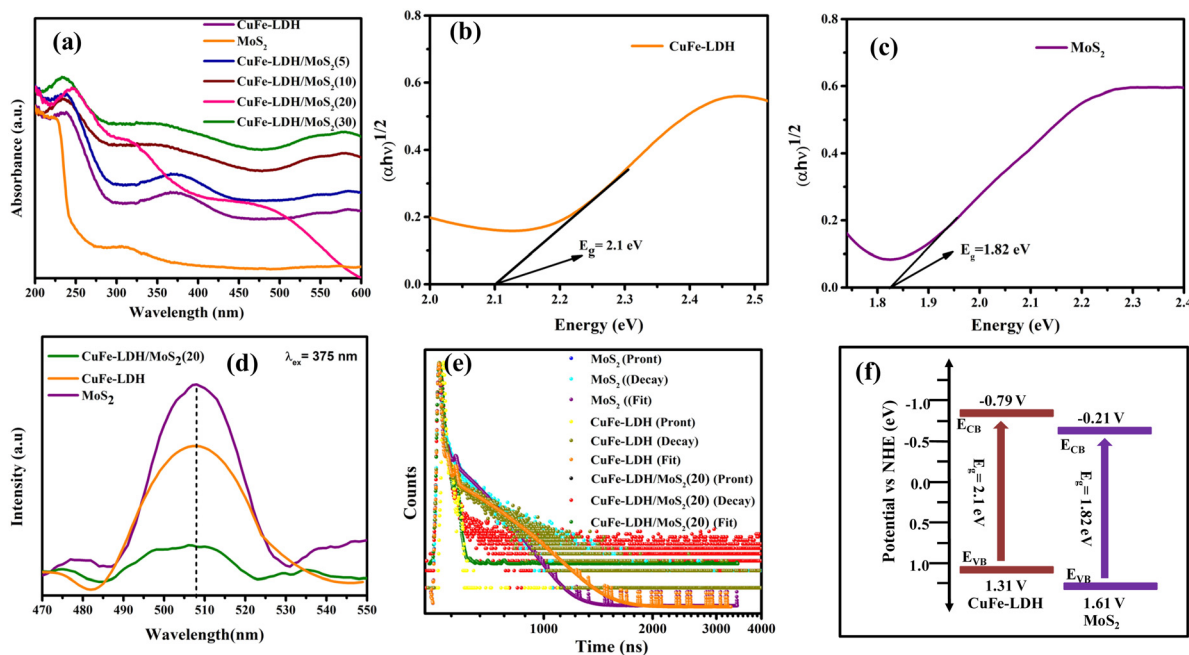 (a)
CuFe-LDH
MoS2
CuFe-LDH/MoS2(5)
CuFe-LDH/MoS2(10)
CuFe-LDH/MoS2(20)
CuFe-LDH/MoS2(30)
Absorbance (a.u.)
200 250 300 350 400 450 500 550 600
Wavelength (nm)
(b)
CuFe-LDH
(αhν)1/2
0.8
0.6
0.4
0.2
0.0
Eg= 2.1 eV
2.0 2.1 2.2 2.3 2.4 2.5
Energy (eV)
(c)
MoS2
(αhν)1/2
0.8
0.6
0.4
0.2
0.0
Eg=1.82 eV
1.8 1.9 2.0 2.1 2.2 2.3 2.4
Energy (eV)
(d)
CuFe-LDH/MoS2(20)
CuFe-LDH
MoS2
λex= 375 nm
Intensity (a.u)
470 480 490 500 510 520 530 540 550
Wavelength(nm)
(e)
MoS2 (Pront)
MoS2 ((Decay)
MoS2 ((Fit)
CuFe-LDH (Pront)
CuFe-LDH (Decay)
CuFe-LDH (Fit)
CuFe-LDH/MoS2(20) (Pront)
CuFe-LDH/MoS2(20) (Decay)
CuFe-LDH/MoS2(20) (Fit)
Counts
1000 2000 3000 4000
Time (ns)
(f)
Potential vs NHE (eV)
-1.0
-0.5
0.0
0.5
1.0
-0.79 V
ECB
Eg= 2.1 eV
EVB
1.31 V
CuFe-LDH
-0.21 V
ECB
Eg= 1.82 eV
EVB
1.61 V
MoS2